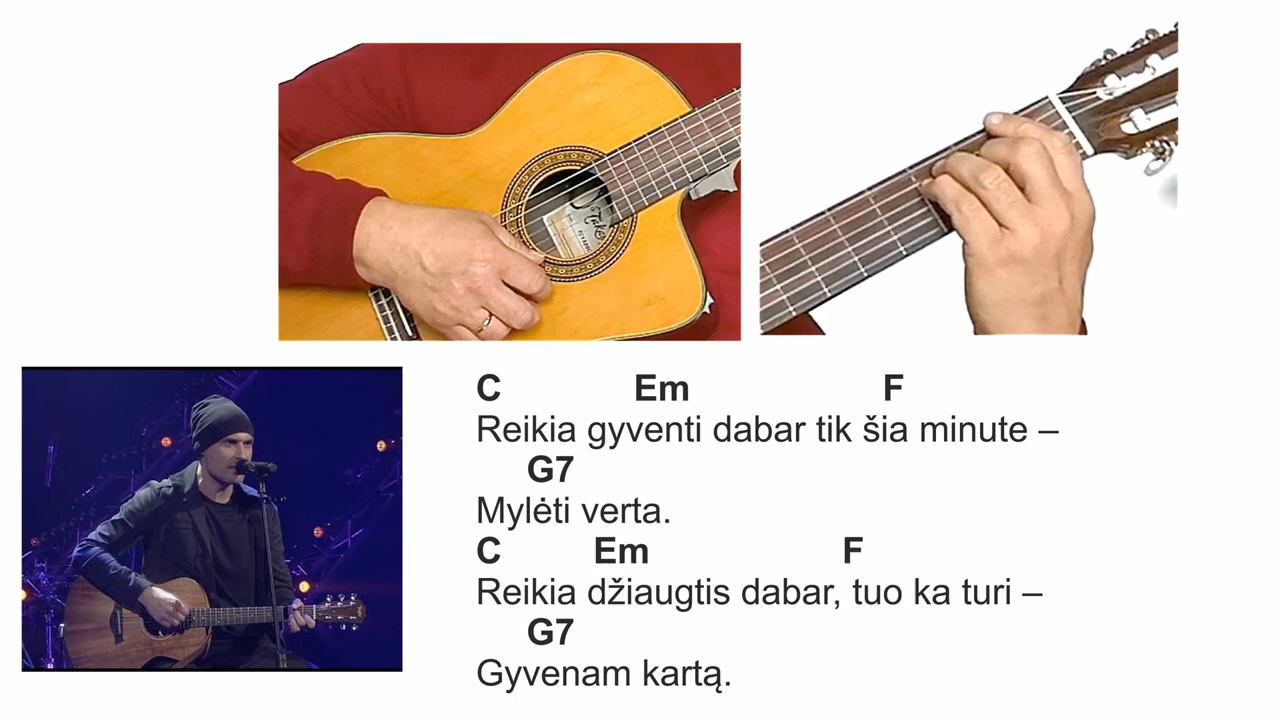 C Em F
Reikia gyventi dabar tik šia minute –
G7
Mylėti verta.
C Em F
Reikia džiaugtis dabar, tuo ka turi –
G7
Gyvenam kartą.